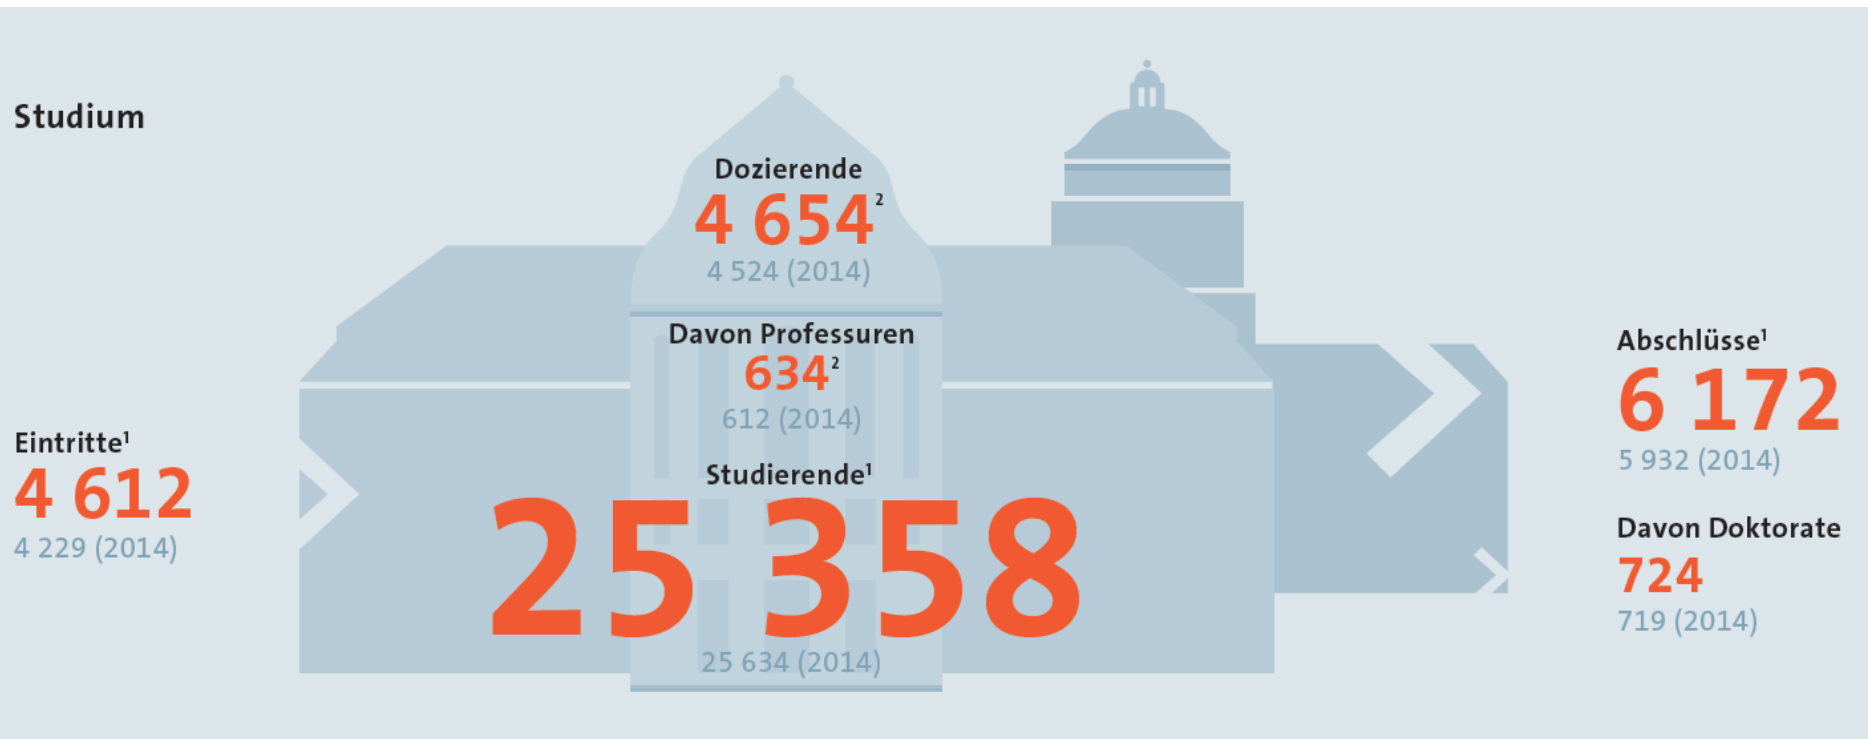 Studium
Dozierende
4 654²
4 524 (2014)
Davon Professuren
634²
612 (2014)
Eintritte¹
4 612
4 229 (2014)
Studierende¹
25 358
25 634 (2014)
Abschlüsse¹
6 172
5 932 (2014)
Davon Doktorate
724
719 (2014)